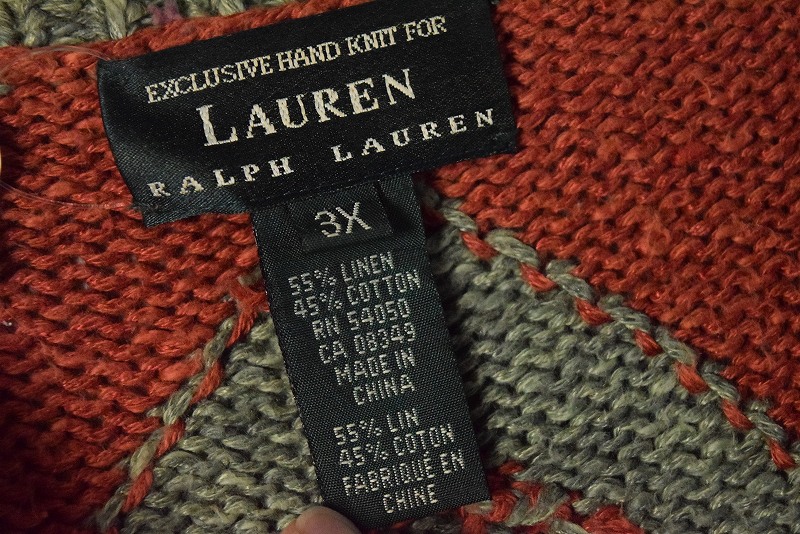 EXCLUSIVE HAND KNIT FOR
LAUREN
RALPH LAUREN
3X
55% LINEN
45% COTTON
RN 54050
CA 08349
MADE IN
CHINA
55% LIN
45% COTON
FABRIQUE EN
CHINE